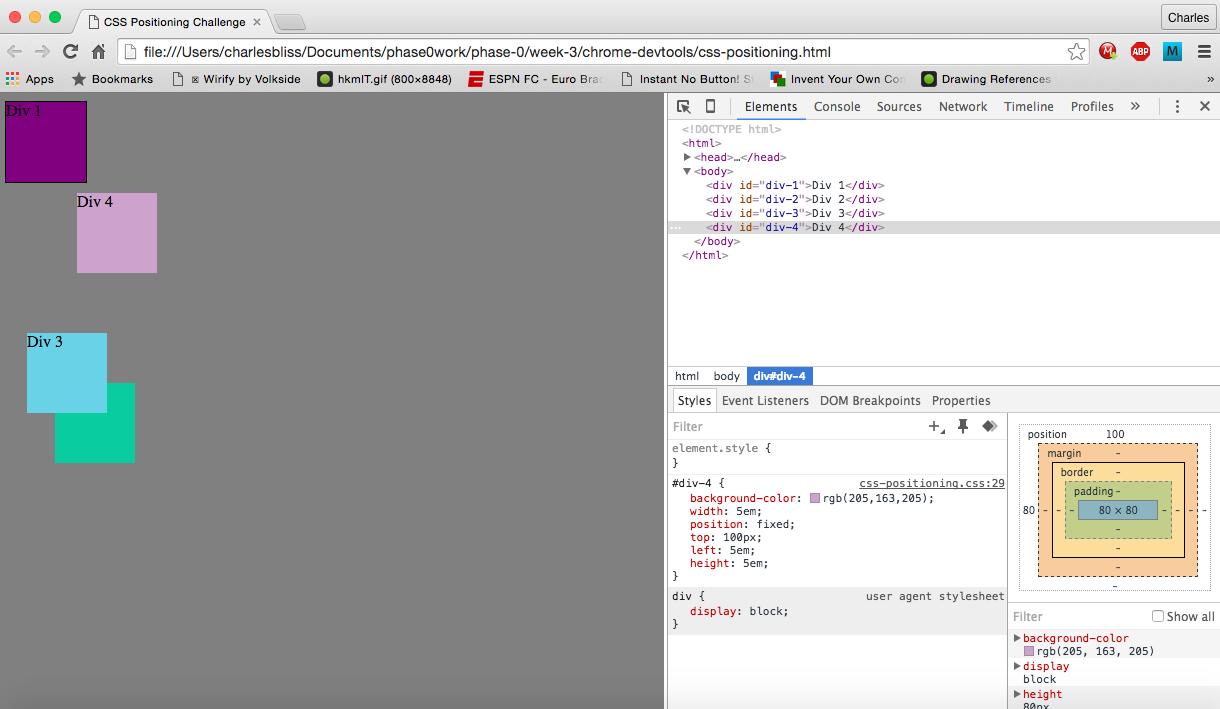 CSS Positioning Challenge
Charles
file:///Users/charlesbliss/Documents/phase0work/phase-0/week-3/chrome-devtools/css-positioning.html
ABP
M
Apps Bookmarks Wirify by Volkside hkmIT.gif (800×8848) ESPN FC - Euro Brac Instant No Button! S Invent Your Own Con Drawing References »
Div 1
Div 4
Div 3
Elements Console Sources Network Timeline Profiles »
<!DOCTYPE html>
<html>
<head>…</head>
<body>
<div id="div-1">Div 1</div>
<div id="div-2">Div 2</div>
<div id="div-3">Div 3</div>
<div id="div-4">Div 4</div>
</body>
</html>
html body div#div-4
Styles Event Listeners DOM Breakpoints Properties
Filter
element.style {
}
#div-4 { css-positioning.css:29
background-color: rgb(205,163,205);
width: 5em;
position: fixed;
top: 100px;
left: 5em;
height: 5em;
}
div { user agent stylesheet
display: block;
}
position 100
margin -
border -
padding -
80 - - - 80 × 80 - - - -
-
-
-
-
Filter Show all
background-color
rgb(205, 163, 205)
display
block
height
80px